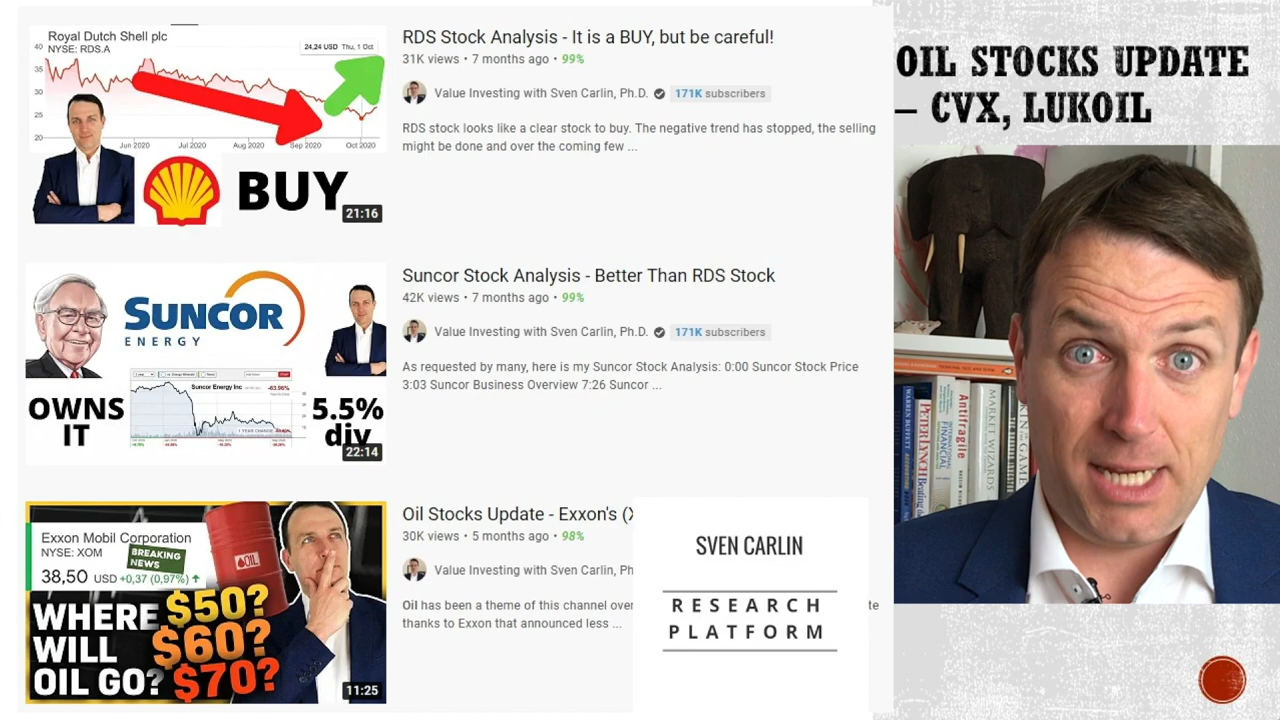 Royal Dutch Shell plc
NYSE: RDS.A
24,24 USD Thu, 1 Oct
40
35
30
25
20
Jun 2020
Jul 2020
Aug 2020
Sep 2020
Oct 2020
BUY
21:16
RDS Stock Analysis - It is a BUY, but be careful!
31K views • 7 months ago • 99%
Value Investing with Sven Carlin, Ph.D. 171K subscribers
RDS stock looks like a clear stock to buy. The negative trend has stopped, the selling
might be done and over the coming few ...
SUNCOR
ENERGY
Suncor Energy Inc
-63.96%
OWNS
IT
5.5%
div
22:14
Suncor Stock Analysis - Better Than RDS Stock
42K views • 7 months ago • 99%
Value Investing with Sven Carlin, Ph.D. 171K subscribers
As requested by many, here is my Suncor Stock Analysis: 0:00 Suncor Stock Price
3:03 Suncor Business Overview 7:26 Suncor ...
Exxon Mobil Corporation
NYSE: XOM
BREAKING
NEWS
38,50 USD +0,37 (0,97%)
OIL
WHERE $50?
WILL $60?
OIL GO? $70?
11:25
Oil Stocks Update - Exxon's (X
30K views • 5 months ago • 98%
Value Investing with Sven Carlin, Ph
Oil has been a theme of this channel over
te
thanks to Exxon that announced less ...
SVEN CARLIN
RESEARCH
PLATFORM
OIL STOCKS UPDATE
– CVX, LUKOIL
WARREN BUFFETT
PETER LYNCH Beating
Antifragile
MARKET WIZARDS